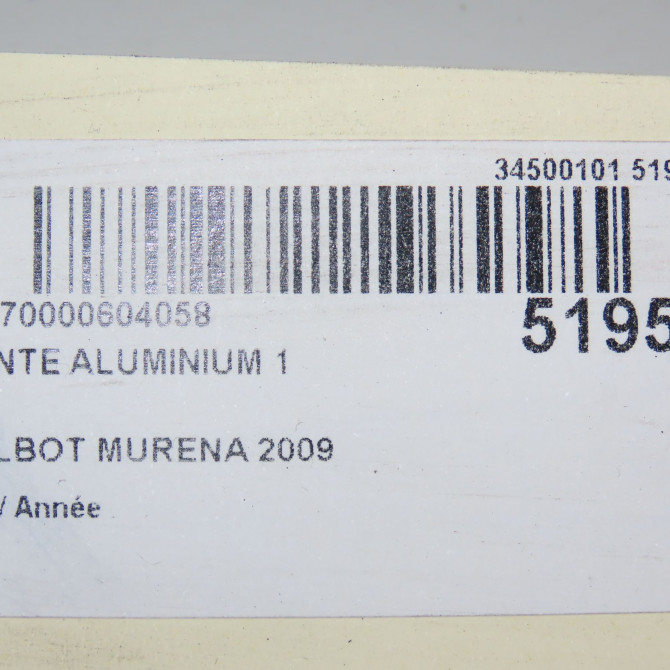 34500101 519
70000604058
5195
NTE ALUMINIUM 1
LBOT MURENA 2009
/ Année